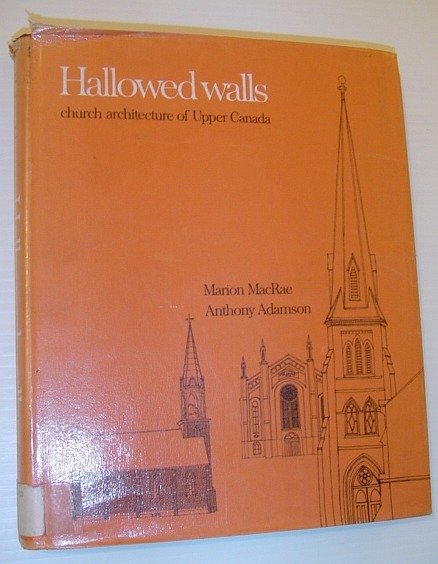 Hallowed walls
church architecture of Upper Canada
Marion MacRae
Anthony Adamson